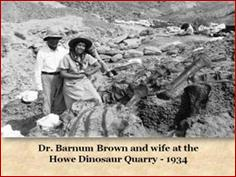 Dr. Barnum Brown and wife at the
Howe Dinosaur Quarry - 1934